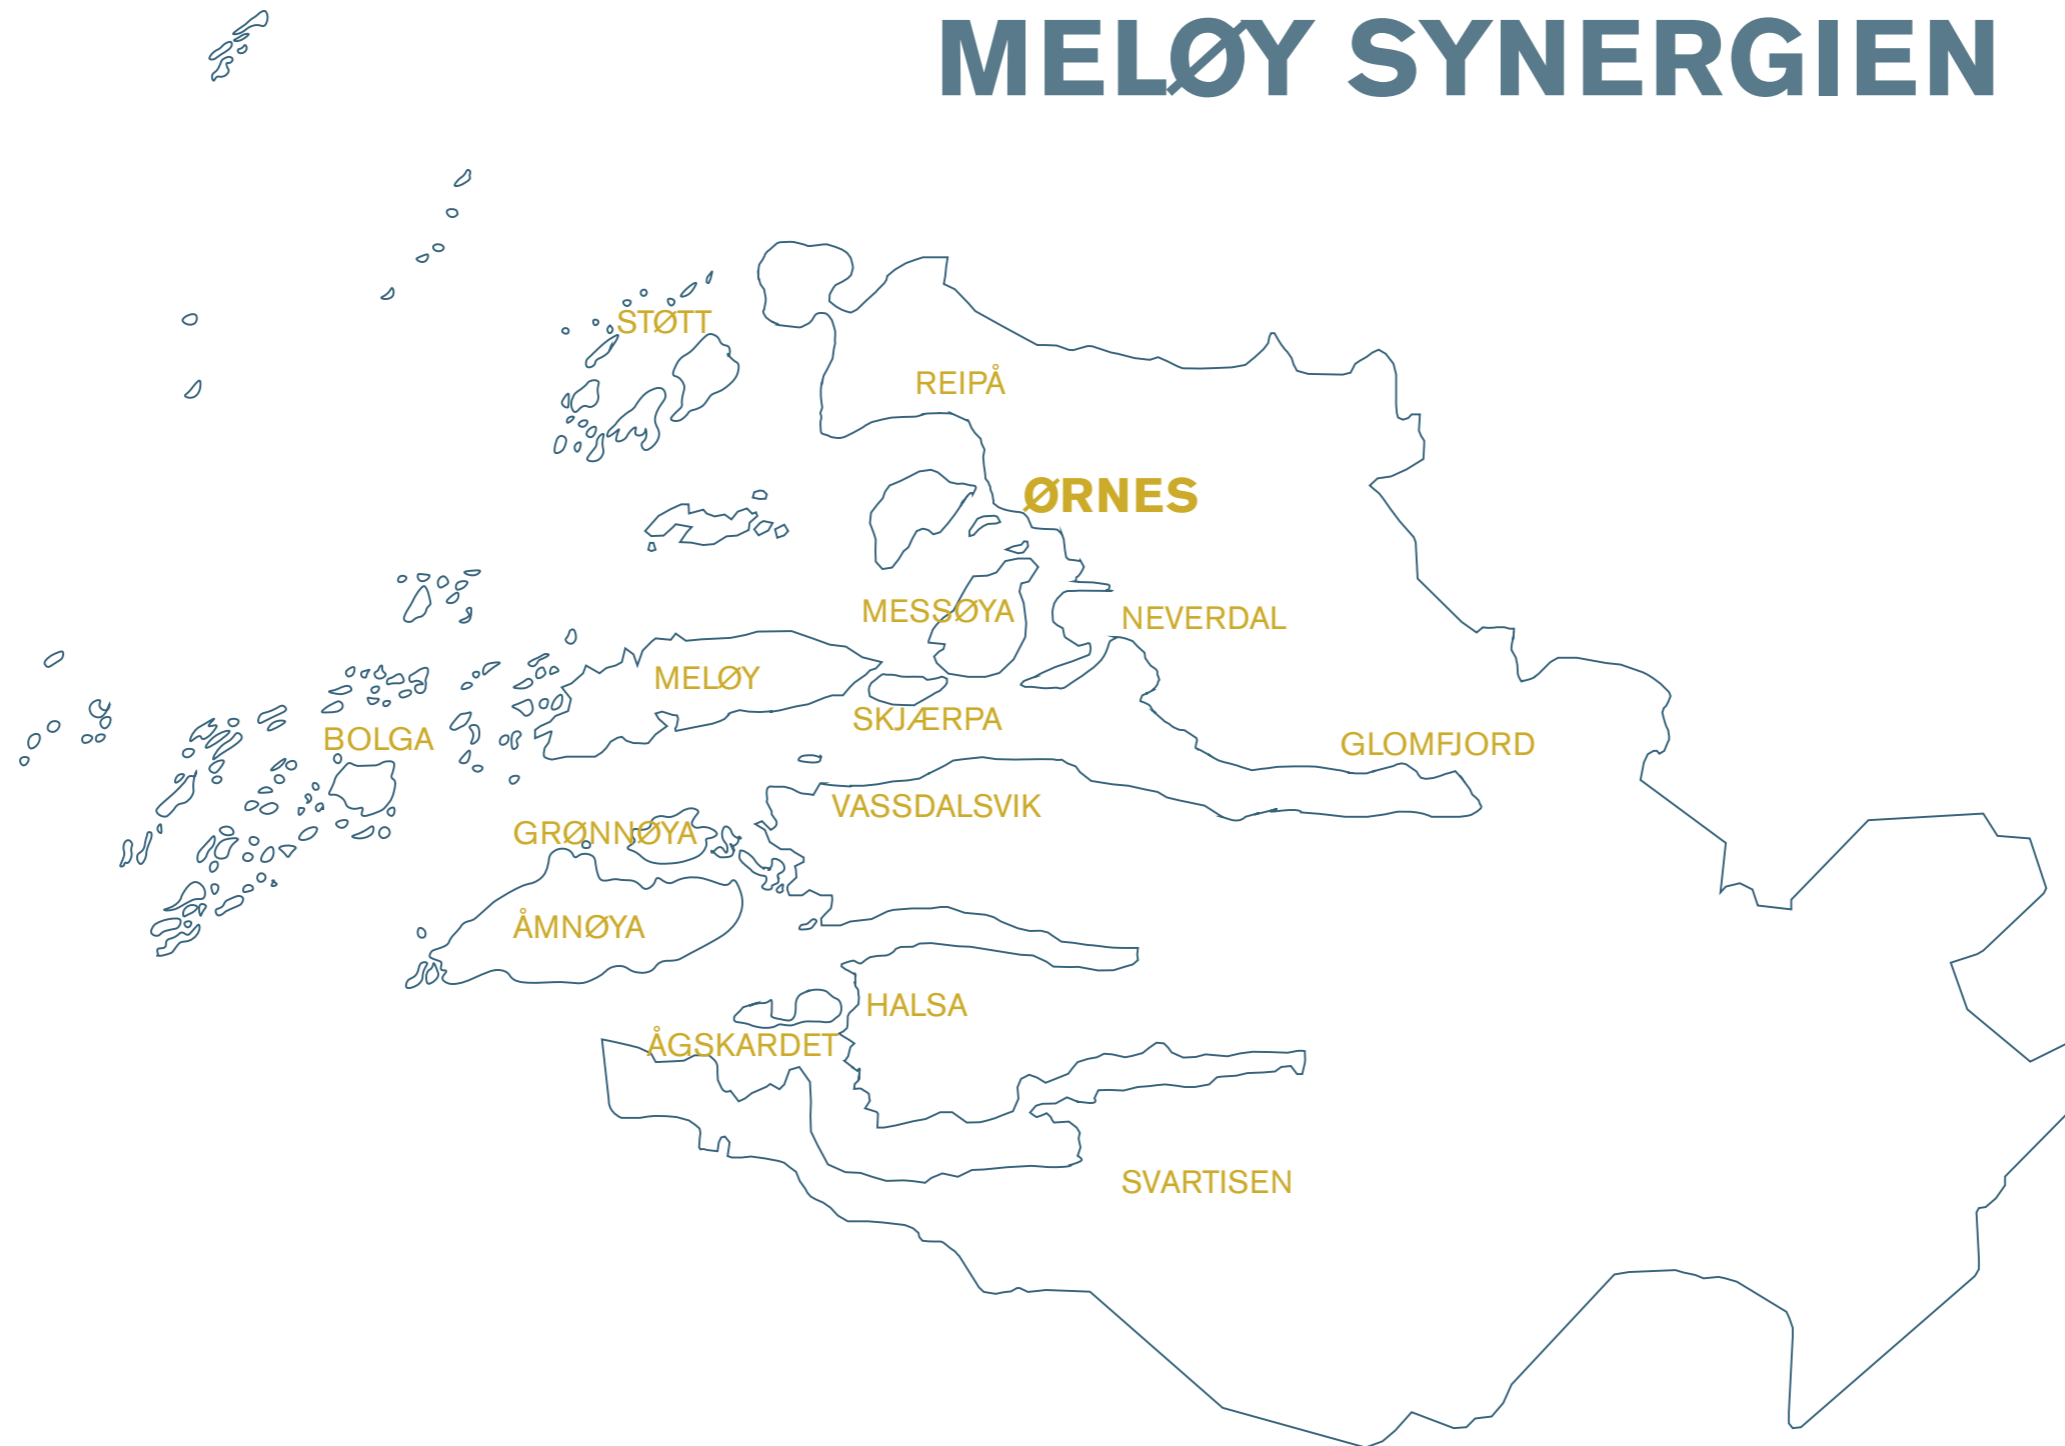 MELØY SYNERGIEN
STØTT
REIPÅ
ØRNES
MESSØYA
NEVERDAL
MELØY
SKJÆRPA
BOLGA
GLOMFJORD
VASSDALSVIK
GRØNNØYA
ÅMNØYA
HALSA
ÅGSKARDET
SVARTISEN